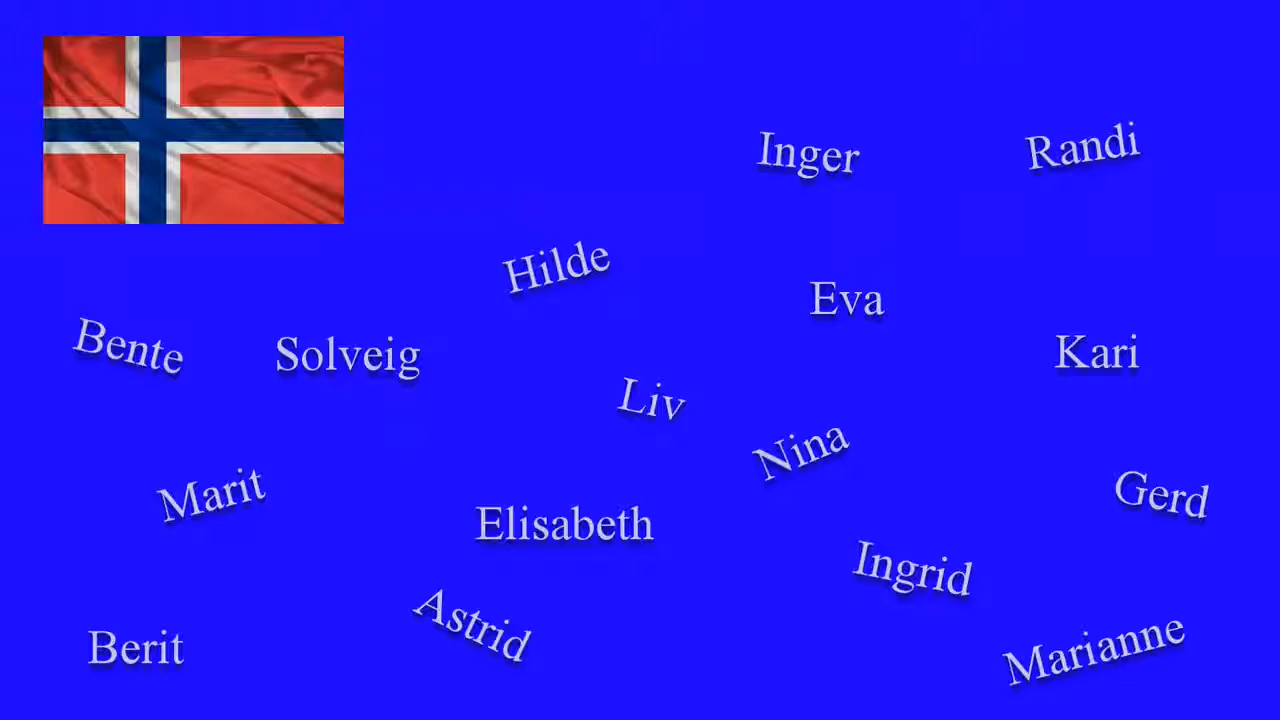 Inger
Randi
Hilde
Eva
Bente
Solveig
Kari
Liv
Nina
Marit
Gerd
Elisabeth
Ingrid
Astrid
Berit
Marianne